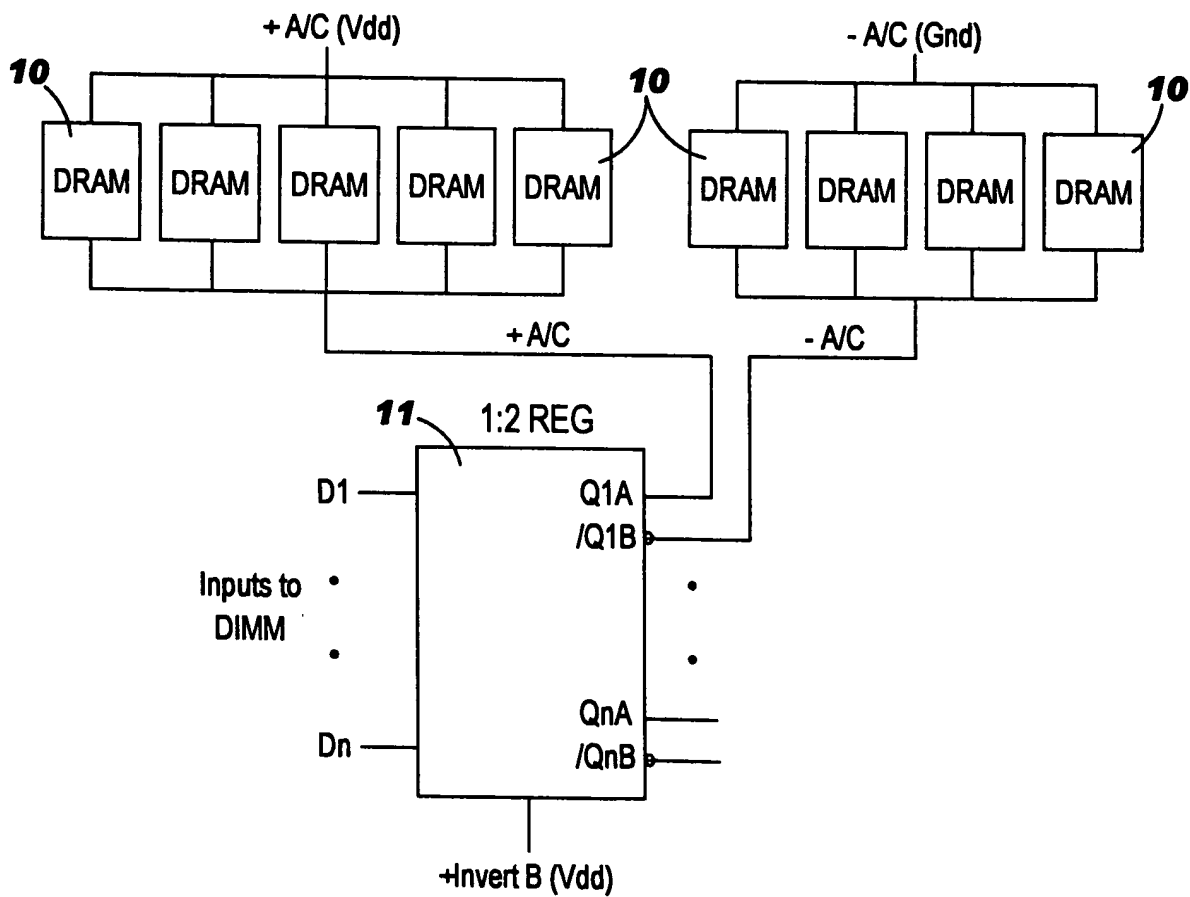 + A/C (Vdd)
- A/C (Gnd)
10
10
10
DRAM DRAM DRAM DRAM DRAM
DRAM DRAM DRAM DRAM
+ A/C
- A/C
11
1:2 REG
D1
Q1A
/Q1B
Inputs to
DIMM
QnA
Dn
/QnB
+Invert B (Vdd)